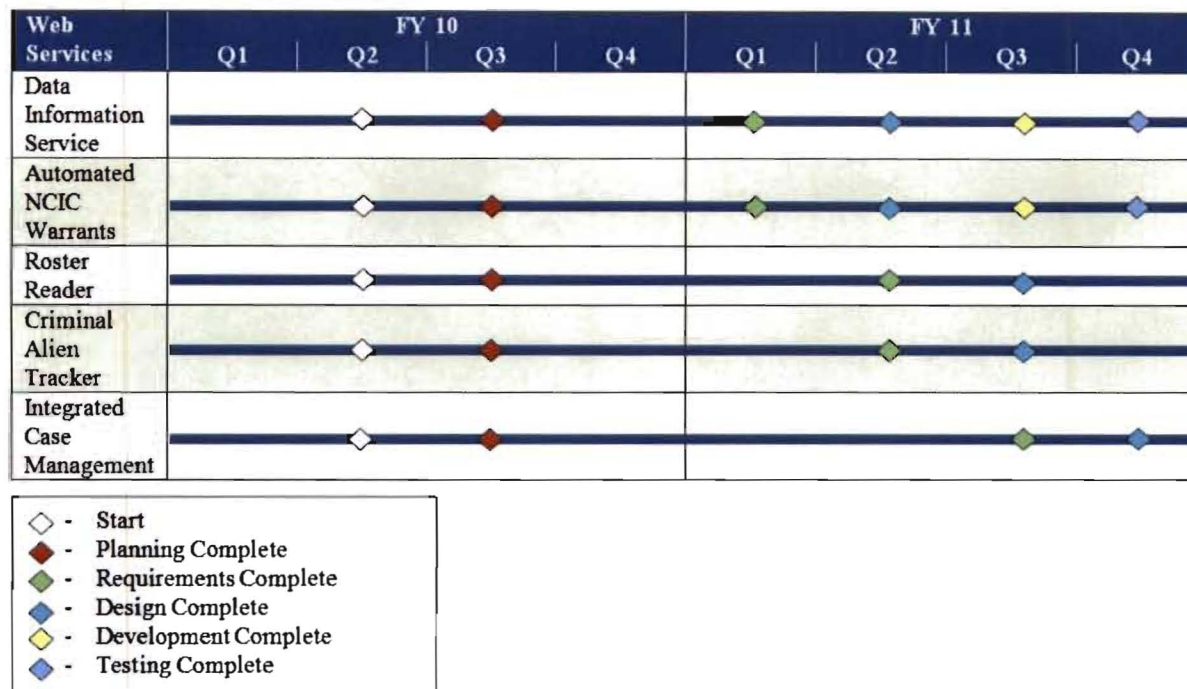 Web Services FY 10 FY 11
Q1 Q2 Q3 Q4 Q1 Q2 Q3 Q4
Data
Information
Service
Automated
NCIC
Warrants
Roster
Reader
Criminal
Alien
Tracker
Integrated
Case
Management
- Start
- Planning Complete
- Requirements Complete
- Design Complete
- Development Complete
- Testing Complete